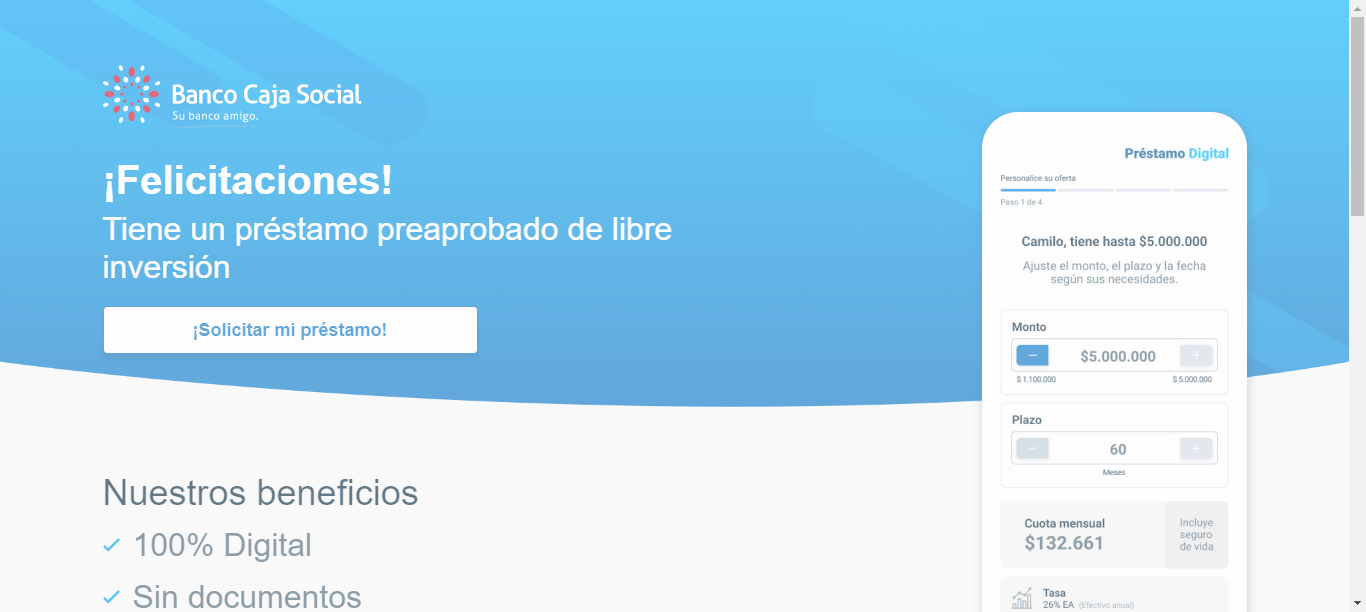 Banco Caja Social
Su banco amigo.
¡Felicitaciones!
Tiene un préstamo preaprobado de libre
inversión
¡Solicitar mi préstamo!
Nuestros beneficios
100% Digital
Sin documentos
Préstamo Digital
Personalice su oferta
Paso 1 de 4
Camilo, tiene hasta $5.000.000
Ajuste el monto, el plazo y la fecha
según sus necesidades.
Monto
− $5.000.000 +
$ 1.100.000 $ 5.000.000
Plazo
− 60 +
Meses
Cuota mensual
$132.661
Incluye
seguro
de vida
Tasa
26% EA (Efectivo anual)